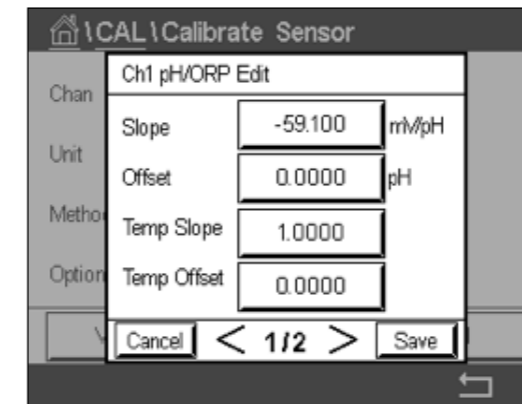 \CAL\Calibrate Sensor
Ch1 pH/ORP Edit
Chan
Slope -59.100 mV/pH
Unit
Offset 0.0000 pH
Metho
Temp Slope 1.0000
Option
Temp Offset 0.0000
Cancel < 1/2 > Save